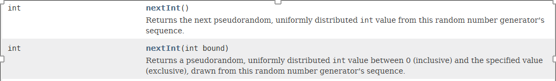 int nextInt()
Returns the next pseudorandom, uniformly distributed int value from this random number generator's
sequence.
int nextInt(int bound)
Returns a pseudorandom, uniformly distributed int value between 0 (inclusive) and the specified value
(exclusive), drawn from this random number generator's sequence.